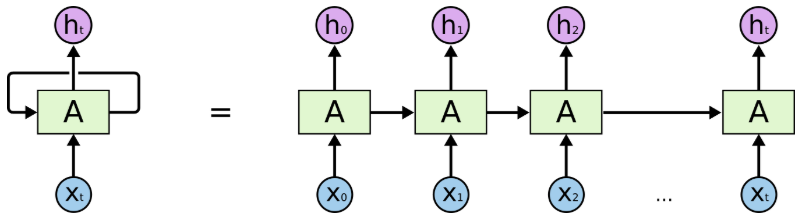 hₜ h₀ h₁ h₂ hₜ
A = A A A A
xₜ x₀ x₁ x₂ ... xₜ